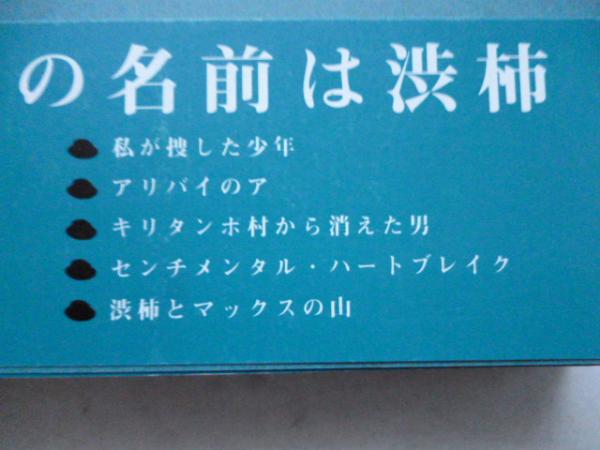 の名前は渋柿
私が捜した少年
アリバイのア
キリタンポ村から消えた男
センチメンタル・ハートブレイク
渋柿とマックスの山